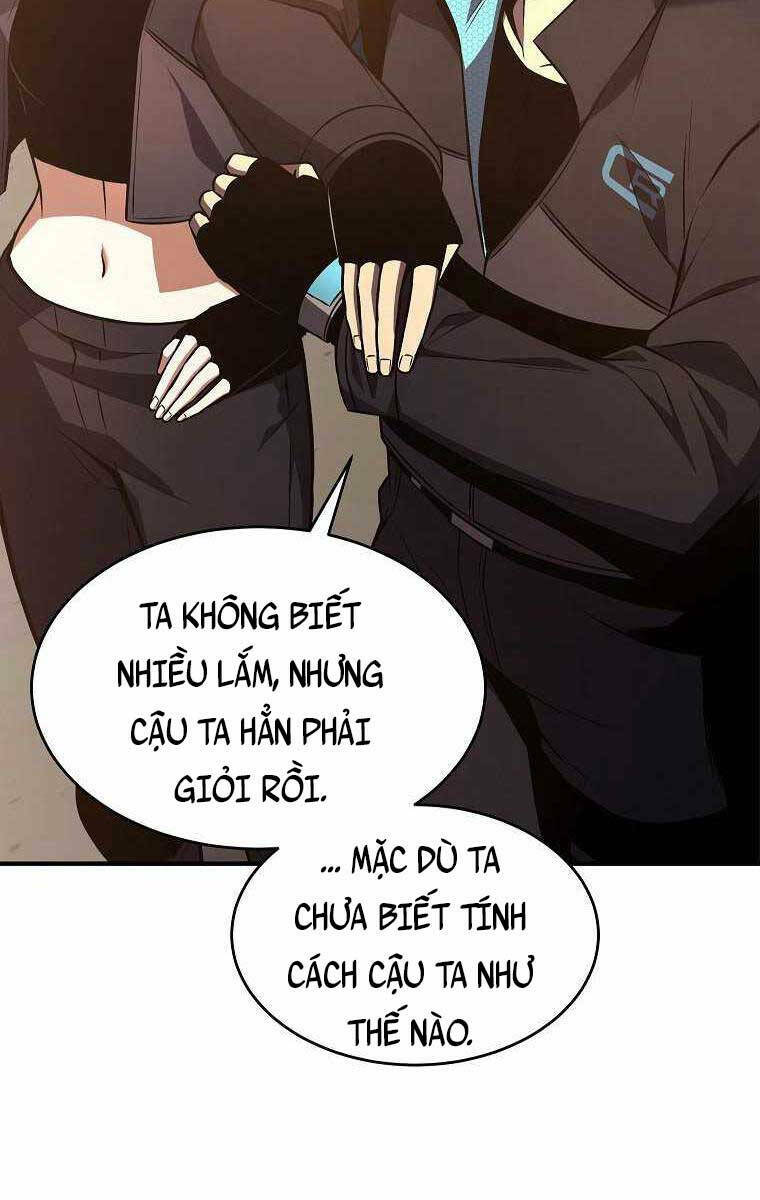 TA KHÔNG BIẾT
NHIỀU LẮM, NHƯNG
CẬU TA HẲN PHẢI
GIỎI RỒI.
... MẶC DÙ TA
CHƯA BIẾT TÍNH
CÁCH CẬU TA NHƯ
THẾ NÀO.